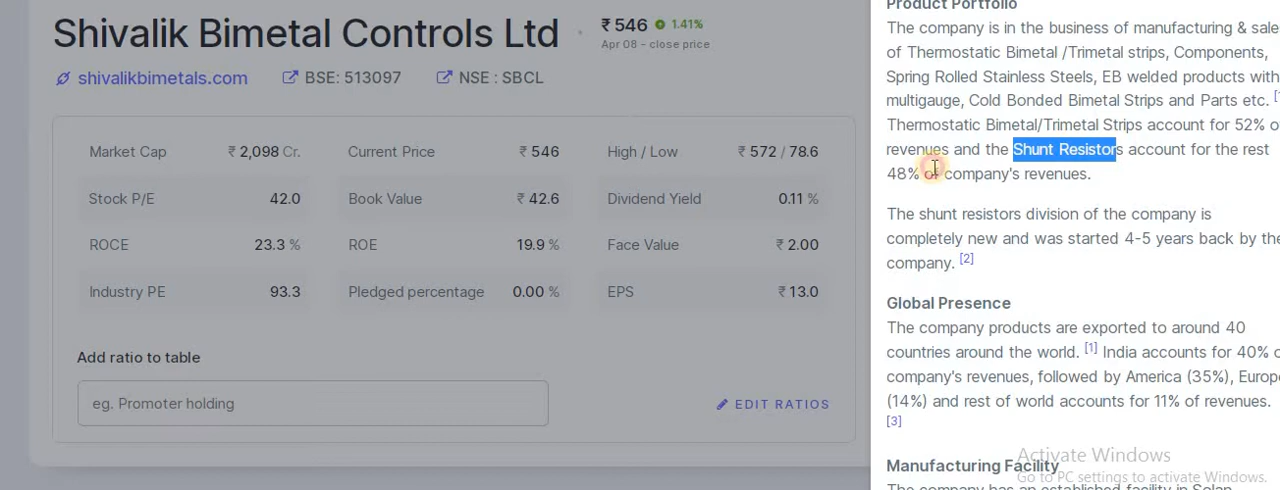 Shivalik Bimetal Controls Ltd
₹ 546 1.41%
Apr 08 - close price
shivalikbimetals.com BSE: 513097 NSE : SBCL
Market Cap ₹ 2,098 Cr. Current Price ₹ 546 High / Low ₹ 572 / 78.6
Stock P/E 42.0 Book Value ₹ 42.6 Dividend Yield 0.11 %
ROCE 23.3 % ROE 19.9 % Face Value ₹ 2.00
Industry PE 93.3 Pledged percentage 0.00 % EPS ₹ 13.0
Add ratio to table
eg. Promoter holding EDIT RATIOS
Product Portfolio
The company is in the business of manufacturing & sale
of Thermostatic Bimetal /Trimetal strips, Components,
Spring Rolled Stainless Steels, EB welded products with
multigauge, Cold Bonded Bimetal Strips and Parts etc.
Thermostatic Bimetal/Trimetal Strips account for 52% o
revenues and the Shunt Resistors account for the rest
48% of company's revenues.
The shunt resistors division of the company is
completely new and was started 4-5 years back by the
company. [2]
Global Presence
The company products are exported to around 40
countries around the world. [1] India accounts for 40% o
company's revenues, followed by America (35%), Europe
(14%) and rest of world accounts for 11% of revenues.
[3]
Manufacturing Facility
Activate Windows
Go to PC settings to activate Windows.
The company has an established facility in Solan